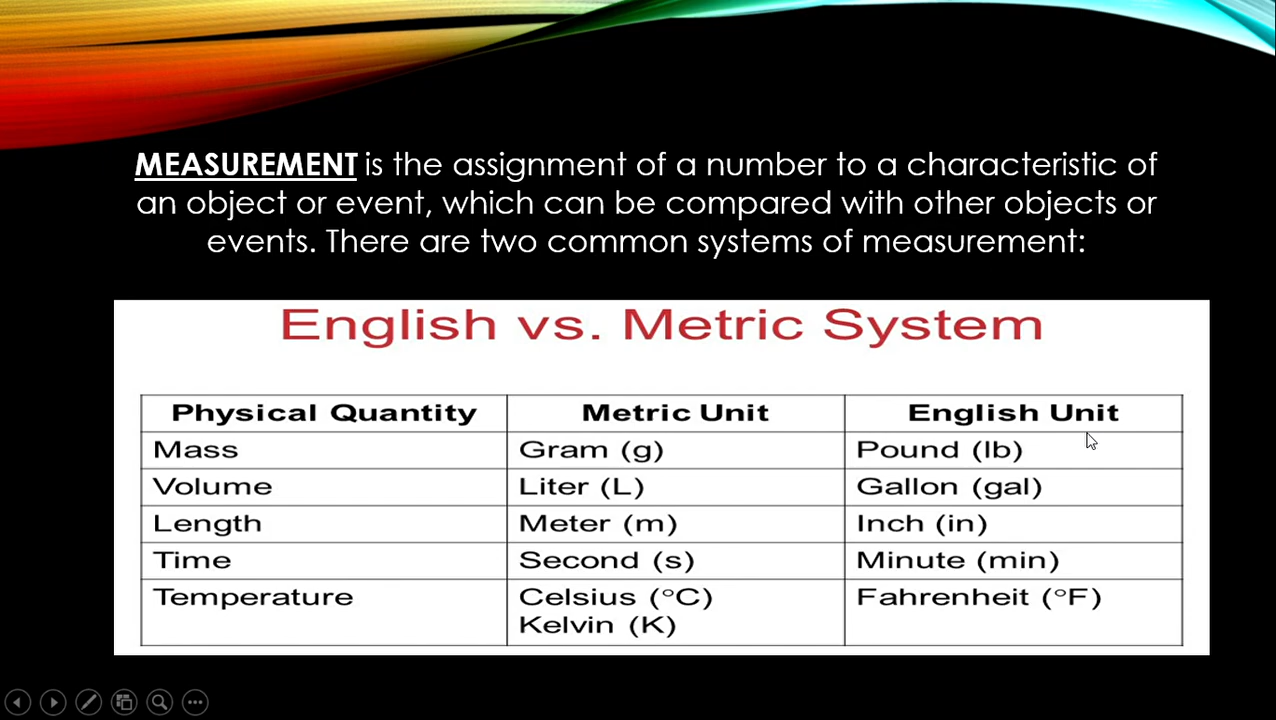 MEASUREMENT is the assignment of a number to a characteristic of
an object or event, which can be compared with other objects or
events. There are two common systems of measurement:
English vs. Metric System
Physical Quantity Metric Unit English Unit
Mass Gram (g) Pound (lb)
Volume Liter (L) Gallon (gal)
Length Meter (m) Inch (in)
Time Second (s) Minute (min)
Temperature Celsius (°C) Fahrenheit (°F)
Kelvin (K)